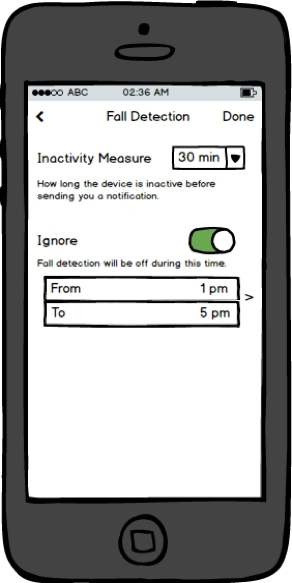 ABC 02:36 AM
< Fall Detection Done
Inactivity Measure 30 min
How long the device is inactive before
sending you a notification.
Ignore
Fall detection will be off during this time.
From 1 pm
>
To 5 pm